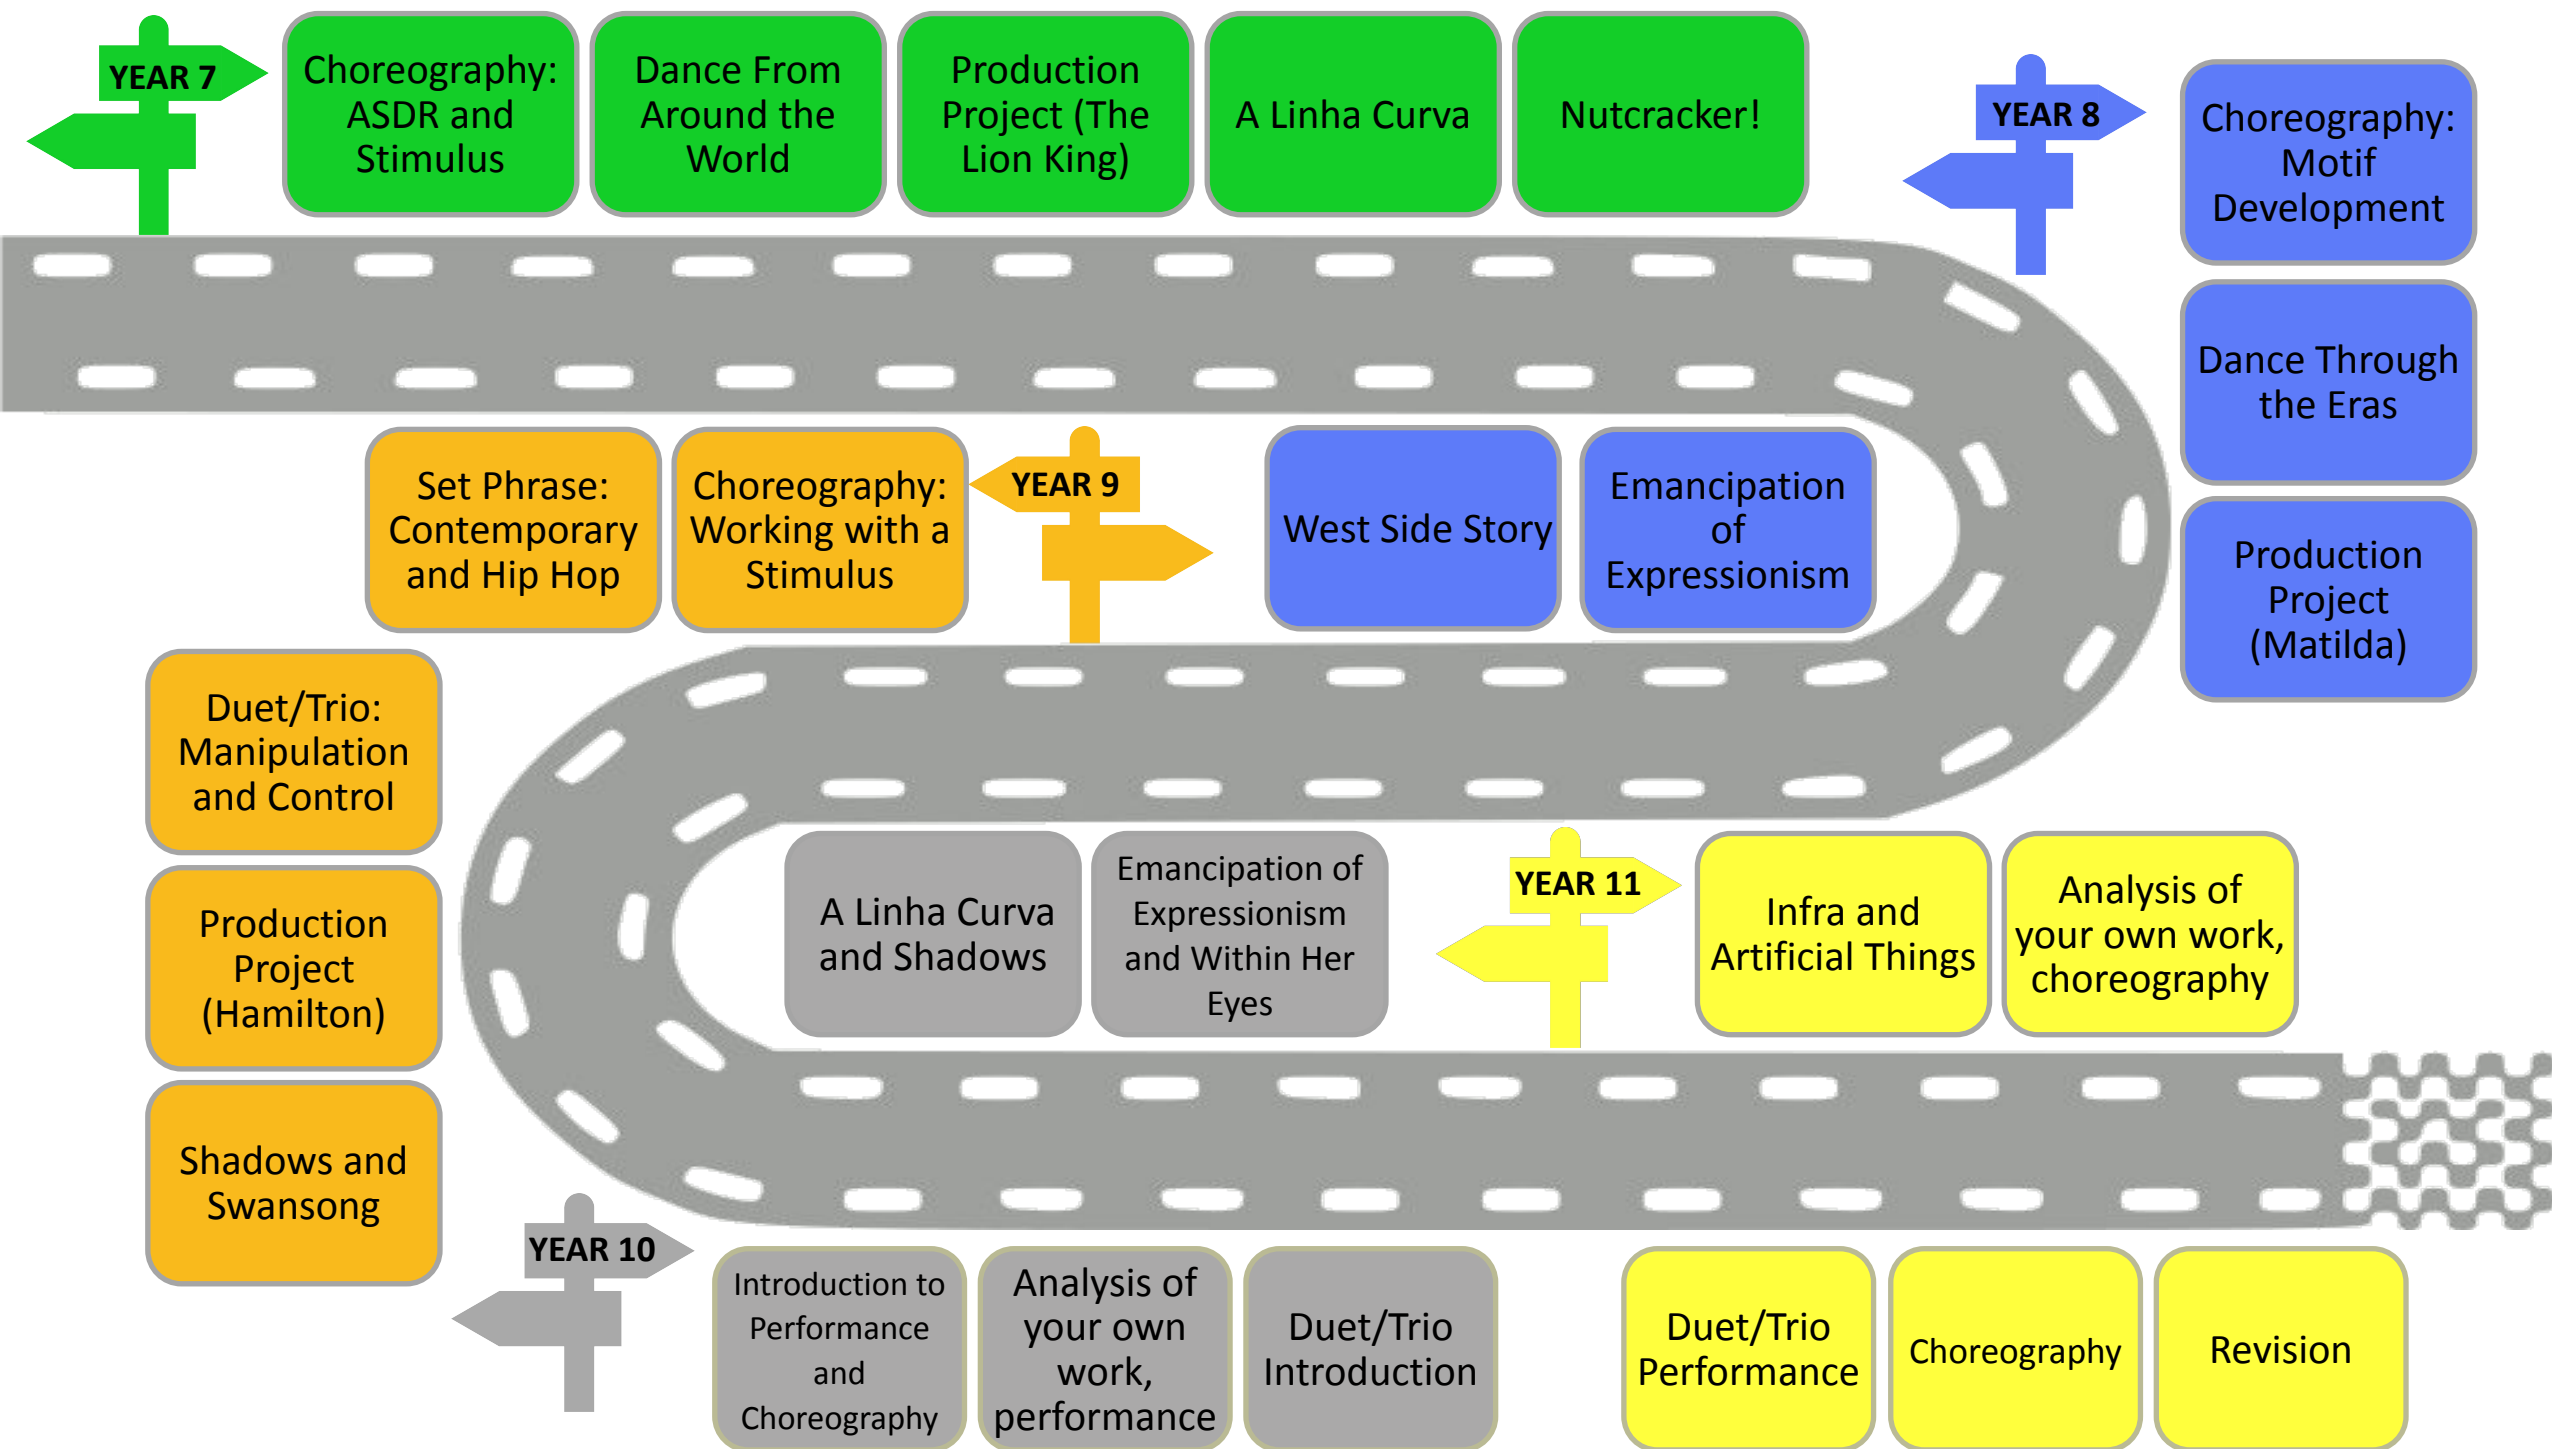 YEAR 7
Choreography:
ASDR and
Stimulus
Dance From
Around the
World
Production
Project (The
Lion King)
A Linha Curva
Nutcracker!
YEAR 8
Choreography:
Motif
Development
Dance Through
the Eras
Production
Project
(Matilda)
Emancipation
of
Expressionism
West Side Story
YEAR 9
Choreography:
Working with a
Stimulus
Set Phrase:
Contemporary
and Hip Hop
Duet/Trio:
Manipulation
and Control
Production
Project
(Hamilton)
Shadows and
Swansong
YEAR 10
Introduction to
Performance
and
Choreography
Analysis of
your own
work,
performance
Duet/Trio
Introduction
A Linha Curva
and Shadows
Emancipation of
Expressionism
and Within Her
Eyes
YEAR 11
Infra and
Artificial Things
Analysis of
your own work,
choreography
Duet/Trio
Performance
Choreography
Revision